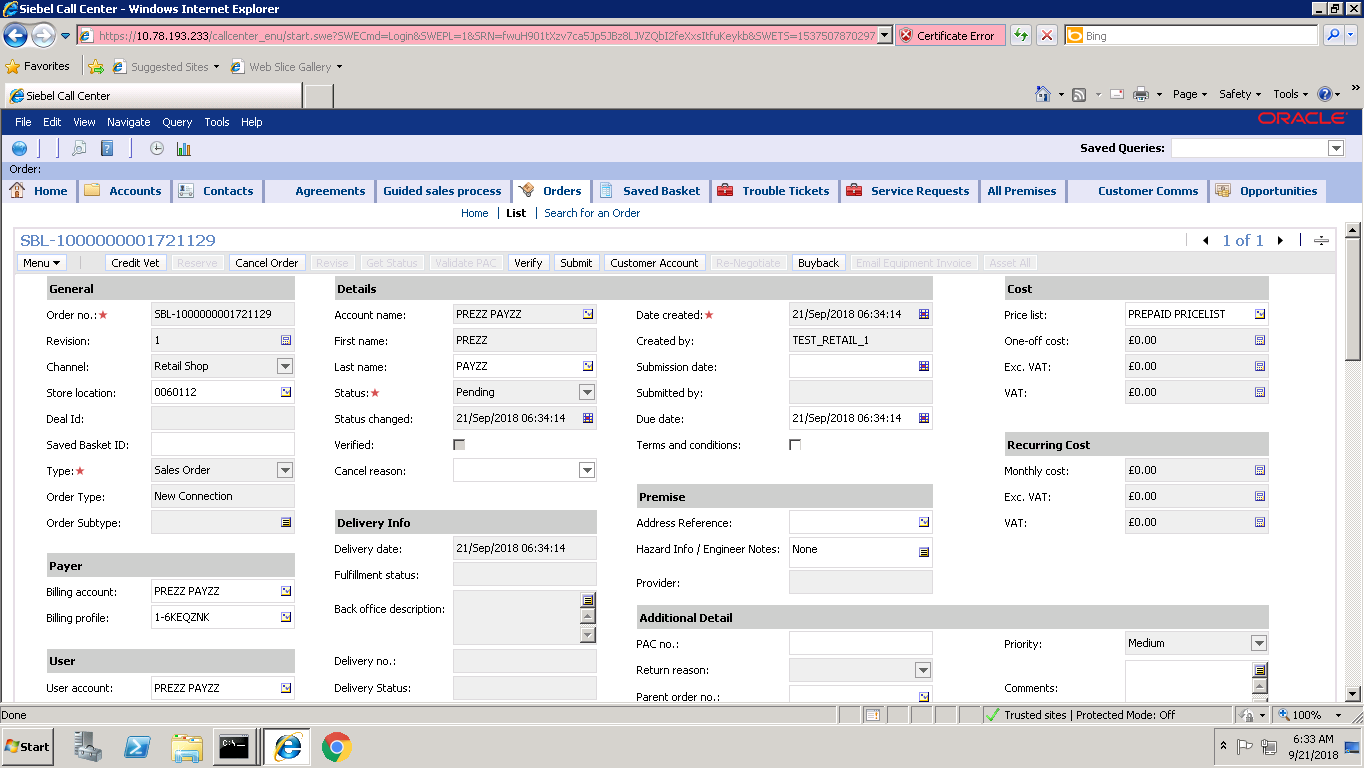 Siebel Call Center - Windows Internet Explorer
https://10.78.193.233/callcenter_enu/start.swe?SWECmd=Login&SWEPL=1&SRN=fwuH901tXzv7ca5Jp5JBz8LJVZQbI2feXxsItfuKeykb&SWETS=1537507870297 Certificate Error Bing
Favorites Suggested Sites Web Slice Gallery
Siebel Call Center Page Safety Tools
File Edit View Navigate Query Tools Help ORACLE
Saved Queries:
Order:
Home Accounts Contacts Agreements Guided sales process Orders Saved Basket Trouble Tickets Service Requests All Premises Customer Comms Opportunities
Home List Search for an Order
SBL-1000000001721129 1 of 1
Menu Credit Vet Reserve Cancel Order Revise Get Status Validate PAC Verify Submit Customer Account Re-Negotiate Buyback Email Equipment Invoice Asset All
General Details Cost
Order no.: SBL-1000000001721129 Account name: PREZZ PAYZZ Date created: 21/Sep/2018 06:34:14 Price list: PREPAID PRICELIST
Revision: 1 First name: PREZZ Created by: TEST_RETAIL_1 One-off cost: £0.00
Channel: Retail Shop Last name: PAYZZ Submission date: Exc. VAT: £0.00
Store location: 0060112 Status: Pending Submitted by: VAT: £0.00
Deal Id: Status changed: 21/Sep/2018 06:34:14 Due date: 21/Sep/2018 06:34:14
Saved Basket ID: Verified: Terms and conditions: Recurring Cost
Type: Sales Order Cancel reason: Monthly cost: £0.00
Order Type: New Connection Premise Exc. VAT: £0.00
Order Subtype: Delivery Info Address Reference: VAT: £0.00
Delivery date: 21/Sep/2018 06:34:14 Hazard Info / Engineer Notes: None
Payer Fulfillment status: Provider:
Billing account: PREZZ PAYZZ Back office description:
Billing profile: 1-6KEQZNK Additional Detail
PAC no.: Priority: Medium
User Delivery no.: Return reason:
User account: PREZZ PAYZZ Delivery Status: Parent order no.: Comments:
Done Trusted sites | Protected Mode: Off 100%
Start 6:33 AM
9/21/2018